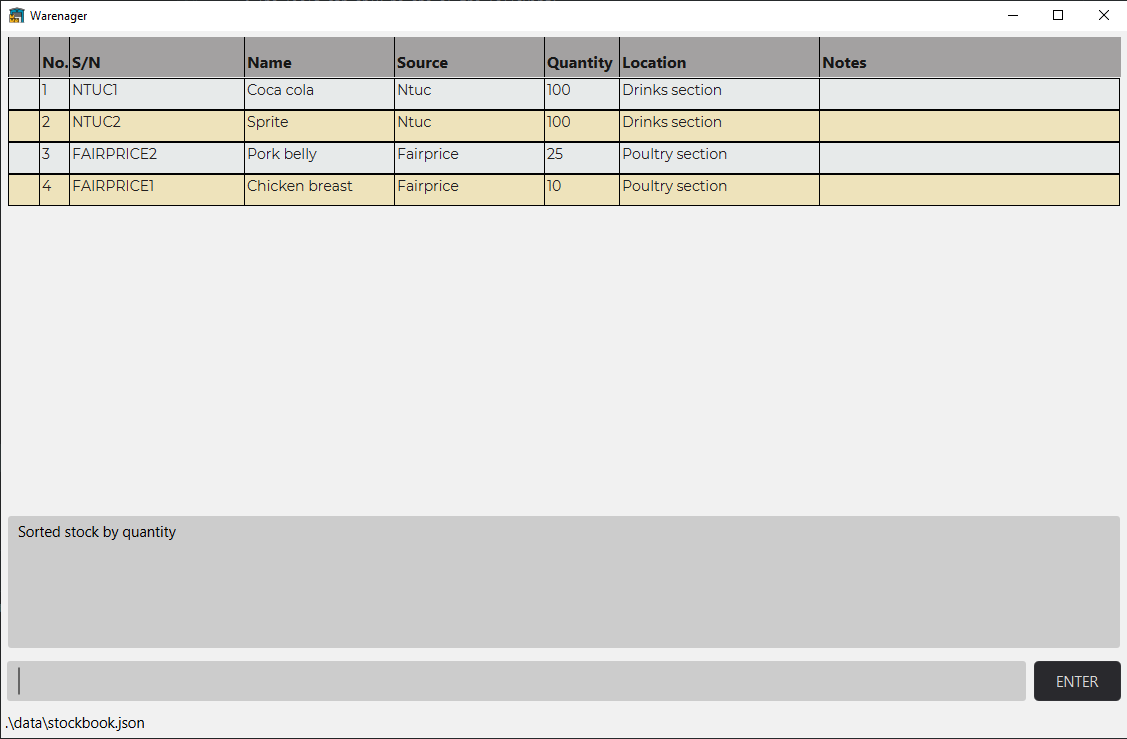 Warenager
No. S/N Name Source Quantity Location Notes
1 NTUC1 Coca cola Ntuc 100 Drinks section
2 NTUC2 Sprite Ntuc 100 Drinks section
3 FAIRPRICE2 Pork belly Fairprice 25 Poultry section
4 FAIRPRICE1 Chicken breast Fairprice 10 Poultry section
Sorted stock by quantity
ENTER
.\data\stockbook.json